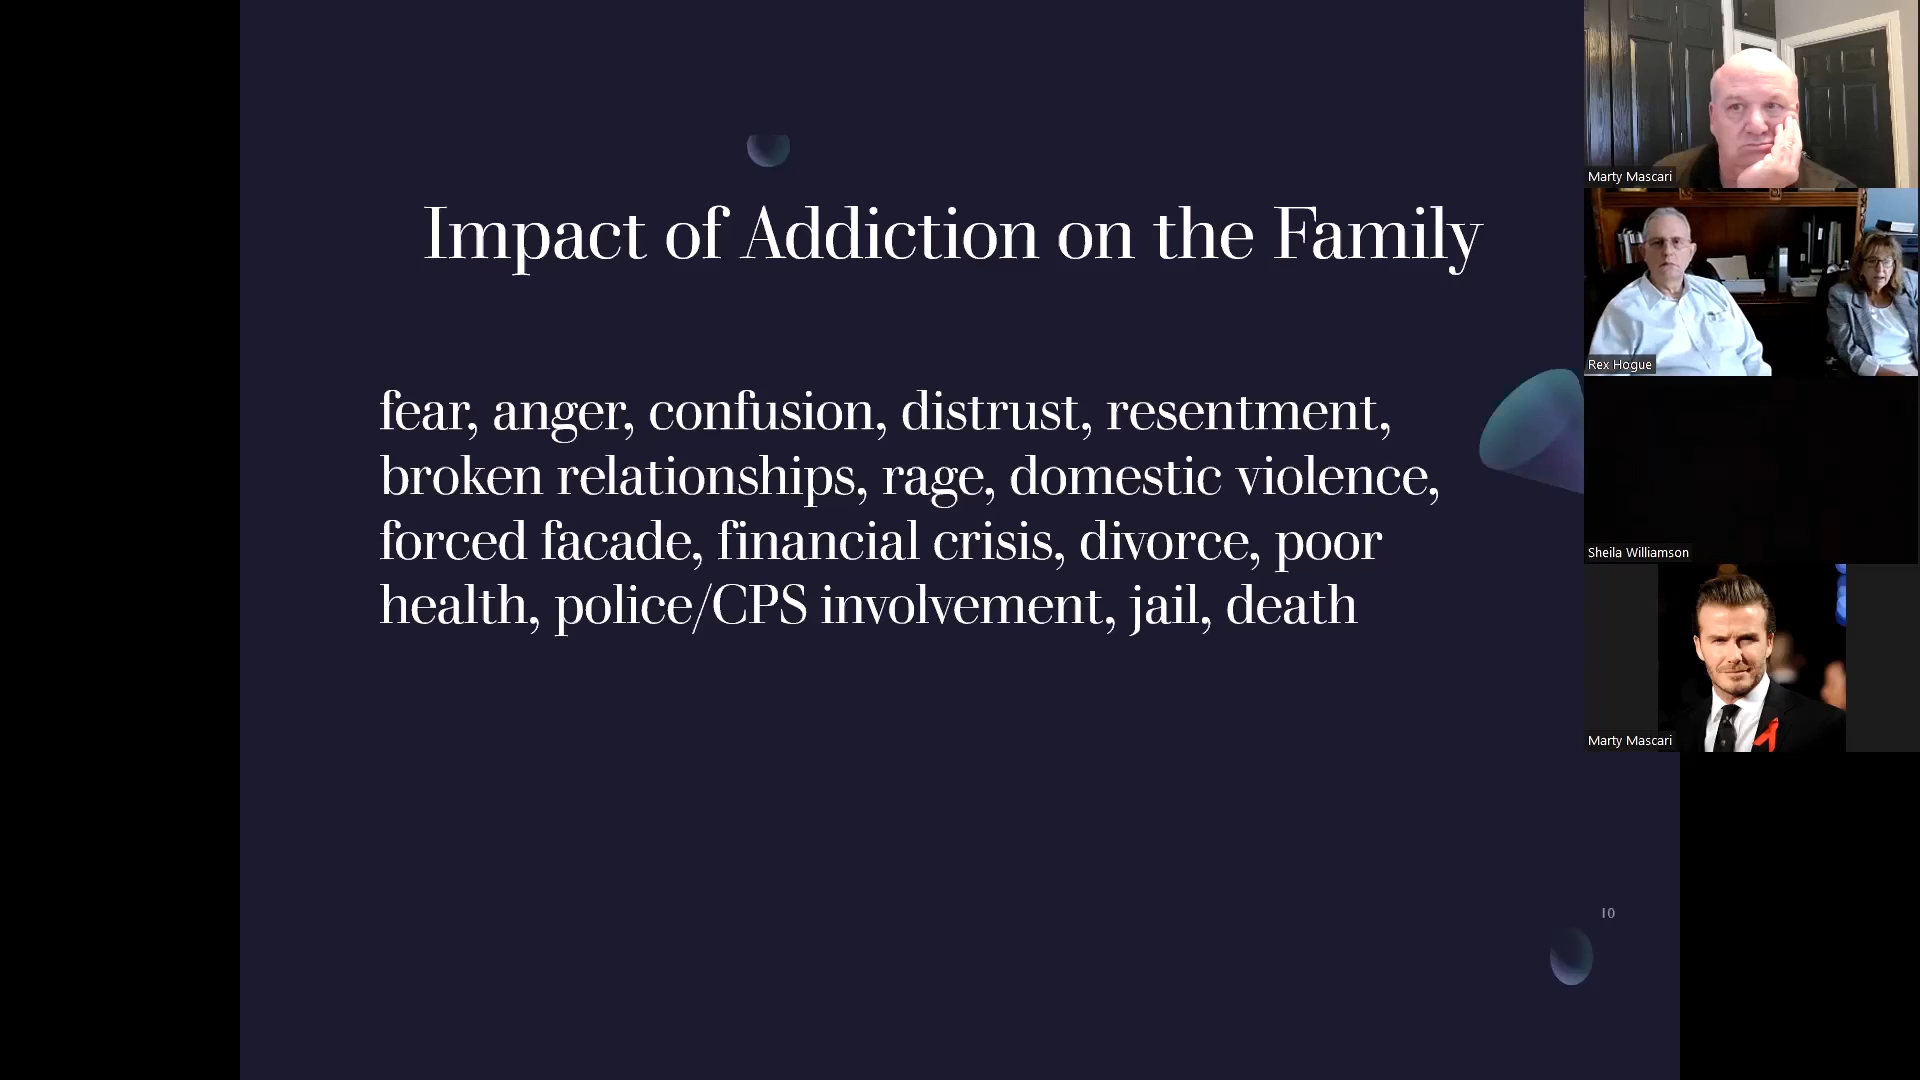 Impact of Addiction on the Family
fear, anger, confusion, distrust, resentment,
broken relationships, rage, domestic violence,
forced facade, financial crisis, divorce, poor
health, police/CPS involvement, jail, death
10
Marty Mascari
Rex Hogue
Sheila Williamson
Marty Mascari